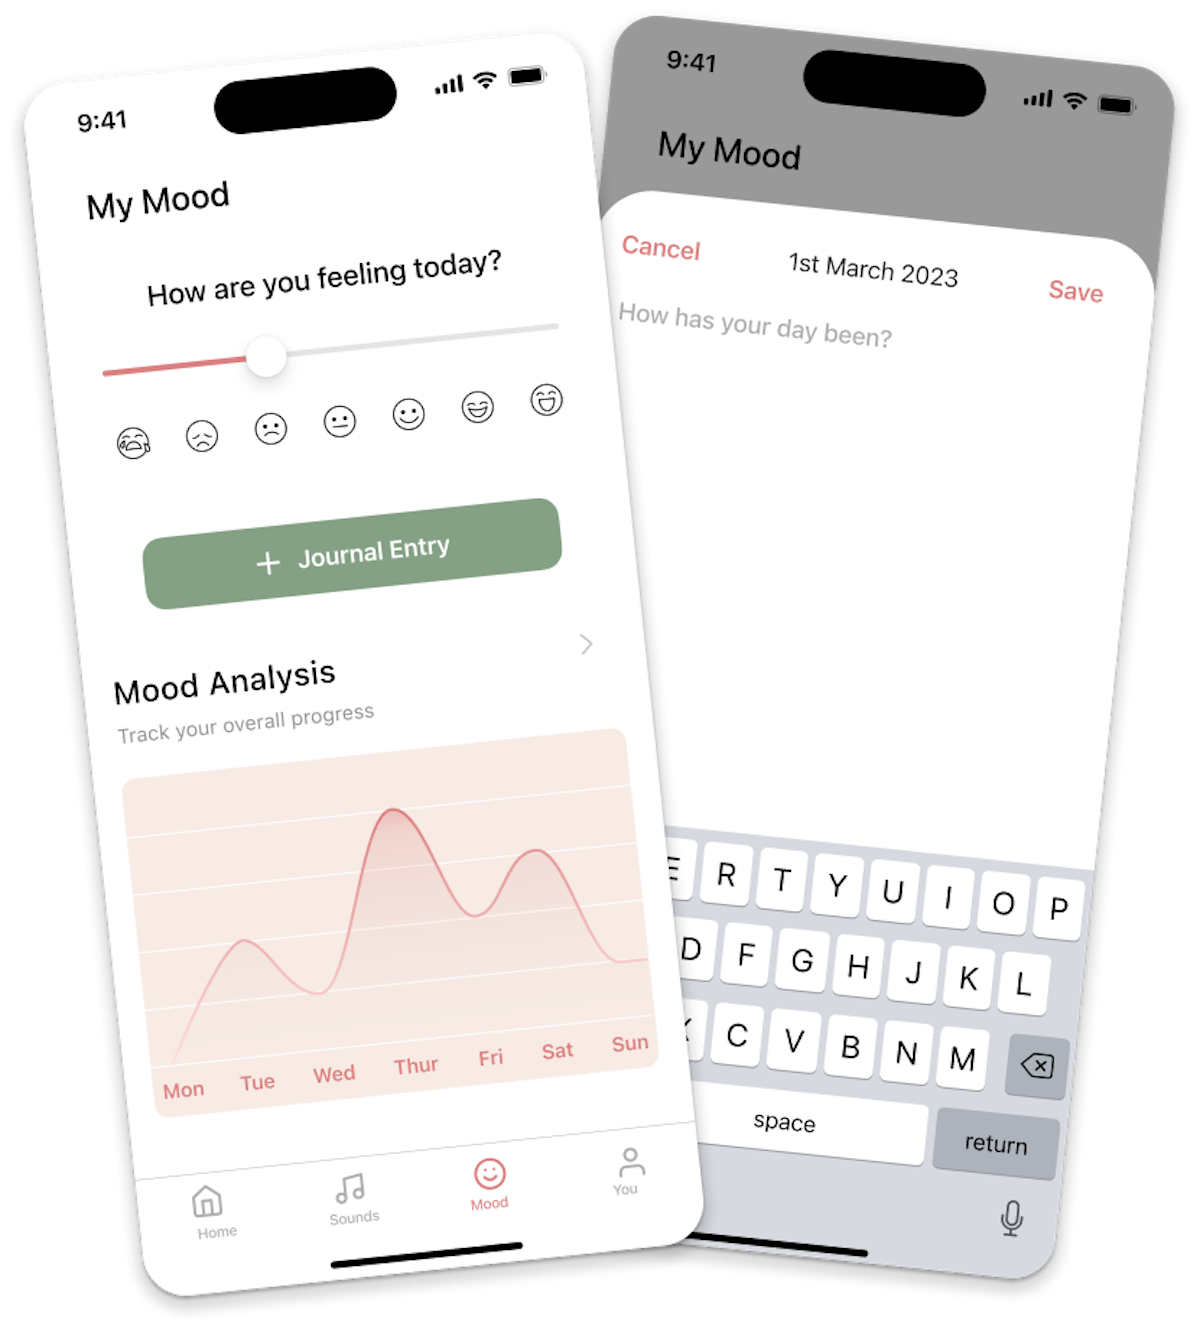 9:41
My Mood
How are you feeling today?
+ Journal Entry
Mood Analysis
Track your overall progress
Mon Tue Wed Thur Fri Sat Sun
Home Sounds Mood You
9:41
My Mood
Cancel 1st March 2023 Save
How has your day been?
E R T Y U I O P
D F G H J K L
X C V B N M
space return